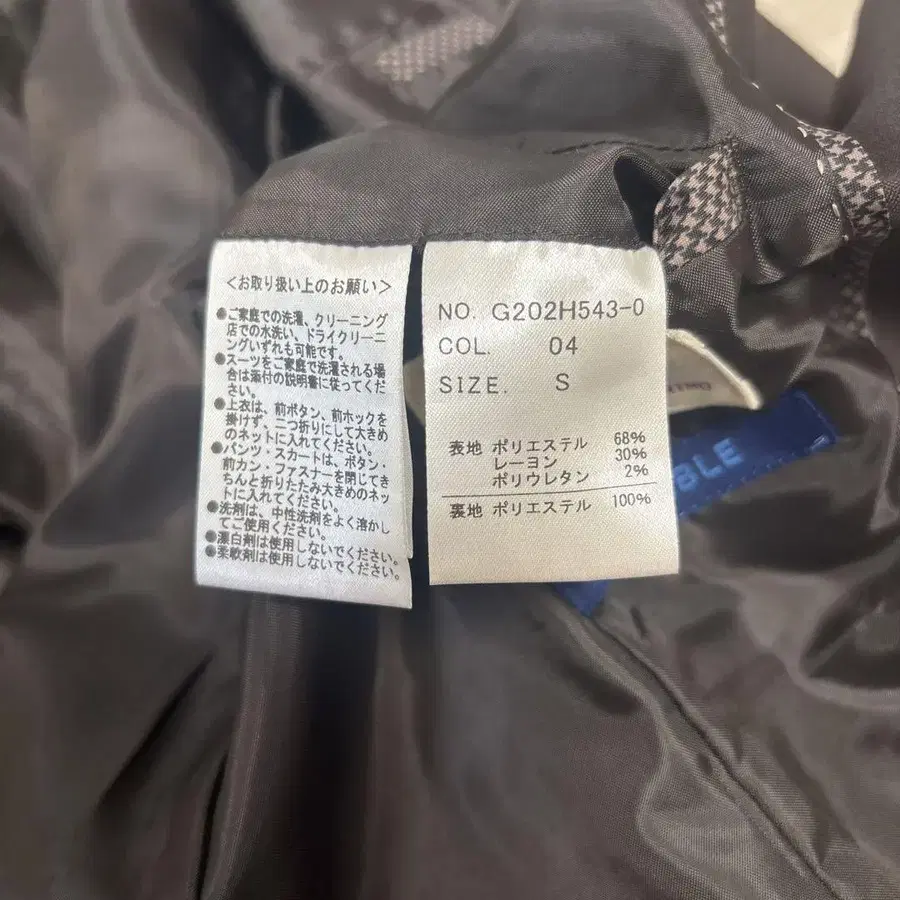 <お取り扱い上のお願い>
●ご家庭での洗濯、クリーニング
店での水洗い、ドライクリーニ
ングいずれも可能です。
●スーツをご家庭で洗濯される場
合は添付の説明書に従ってくだ
さい。
●上衣は、前ボタン、前ホックを
掛けず、二つ折りにして大きめ
のネットに入れてください。
●パンツ・スカートは、ボタン・
前カン・ファスナーを閉じてき
ちんと折りたたみ大きめのネッ
トに入れてください。
●洗剤は、中性洗剤をよく溶かし
てご使用ください。
●漂白剤は使用しないでください。
●柔軟剤は使用しないでください。
NO. G202H543-0
COL. 04
SIZE. S
表地 ポリエステル 68%
レーヨン 30%
ポリウレタン 2%
裏地 ポリエステル 100%